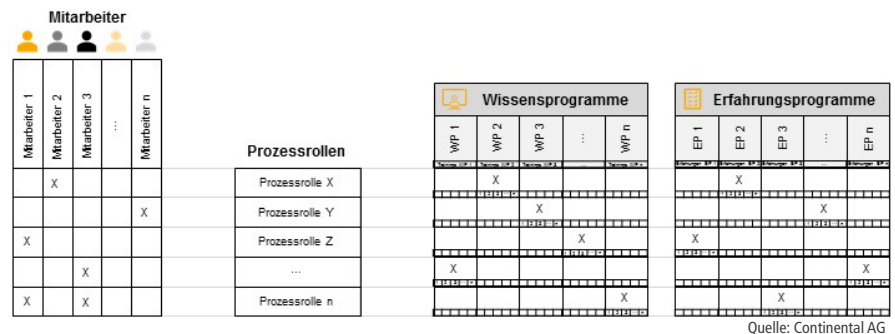 Mitarbeiter
Mitarbeiter 1
Mitarbeiter 2
Mitarbeiter 3
...
Mitarbeiter n
Prozessrollen
Wissensprogramme
WP 1
WP 2
WP 3
...
WP n
Erfahrungsprogramme
EP 1
EP 2
EP 3
...
EP n
X Prozessrolle X X X
X Prozessrolle Y X X
X Prozessrolle Z X X
X ... X X
X X Prozessrolle n X X
Quelle: Continental AG